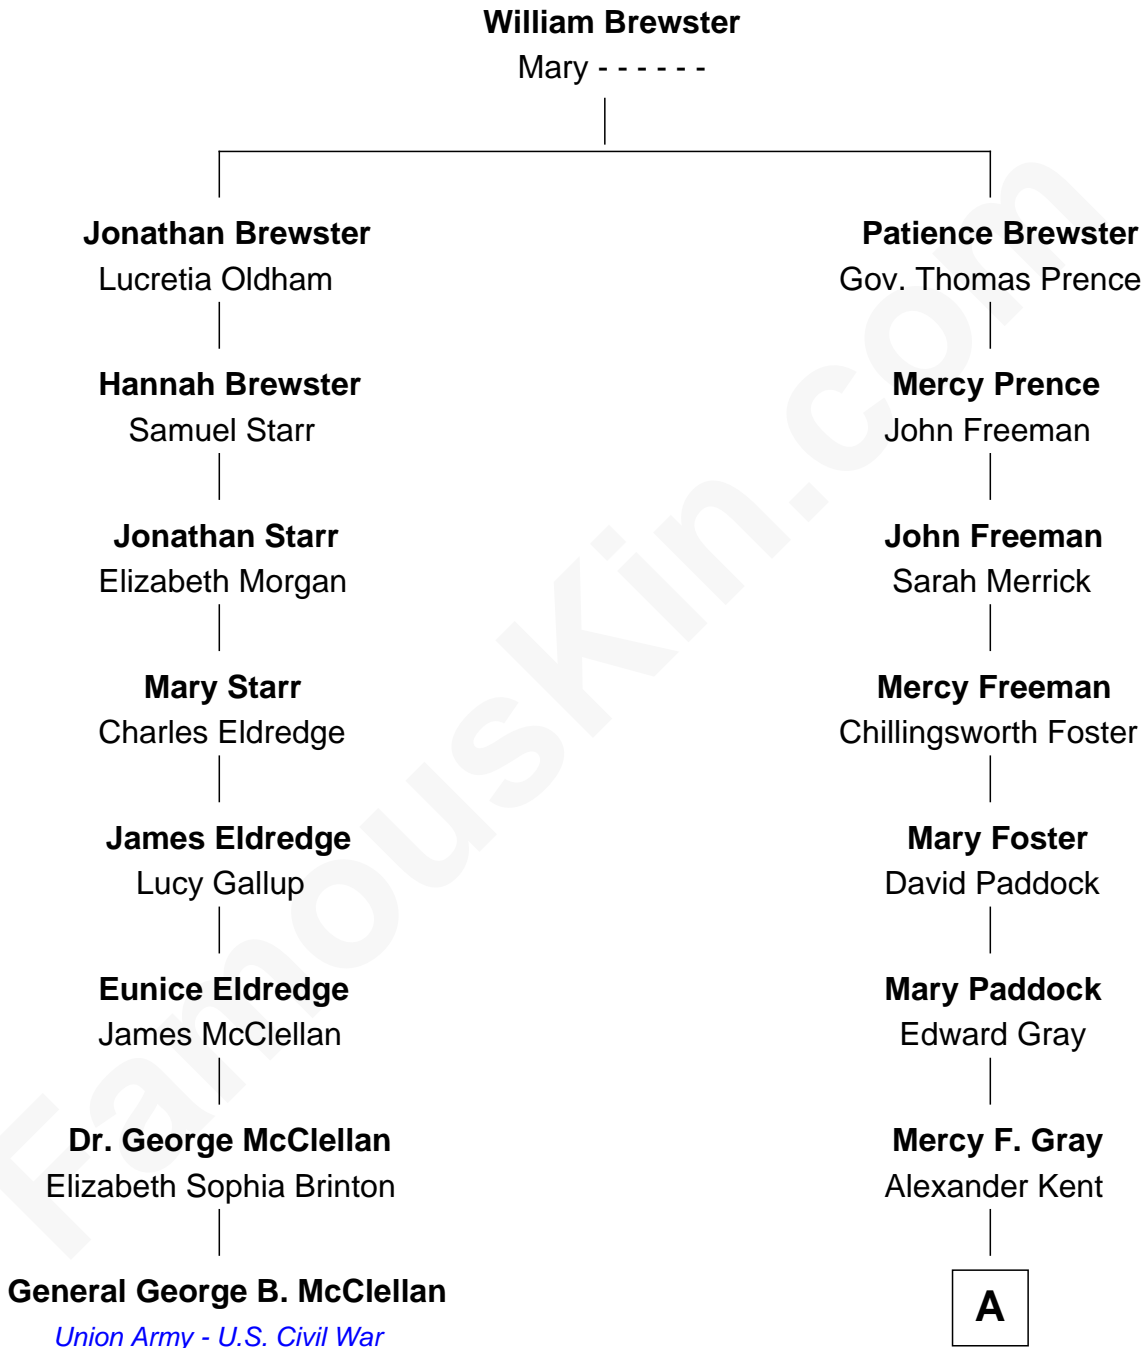 William Brewster
Mary - - - - - -
Jonathan Brewster
Lucretia Oldham
Patience Brewster
Gov. Thomas Prence
Hannah Brewster
Samuel Starr
Mercy Prence
John Freeman
Jonathan Starr
Elizabeth Morgan
John Freeman
Sarah Merrick
Mary Starr
Charles Eldredge
Mercy Freeman
Chillingsworth Foster
James Eldredge
Lucy Gallup
Mary Foster
David Paddock
Eunice Eldredge
James McClellan
Mary Paddock
Edward Gray
Dr. George McClellan
Elizabeth Sophia Brinton
Mercy F. Gray
Alexander Kent
General George B. McClellan
Union Army - U.S. Civil War
A
FamousKin.com